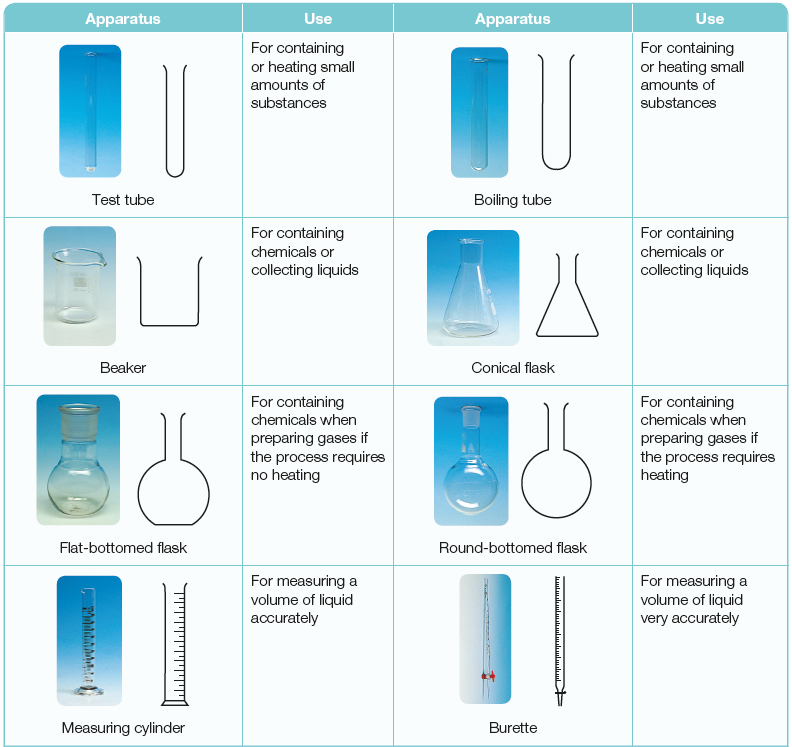 Apparatus Use Apparatus Use
For containing
or heating small
amounts of
substances
Test tube
For containing
or heating small
amounts of
substances
Boiling tube
For containing
chemicals or
collecting liquids
Beaker
For containing
chemicals or
collecting liquids
Conical flask
For containing
chemicals when
preparing gases if
the process requires
no heating
Flat-bottomed flask
For containing
chemicals when
preparing gases if
the process requires
heating
Round-bottomed flask
For measuring a
volume of liquid
accurately
Measuring cylinder
For measuring a
volume of liquid
very accurately
Burette